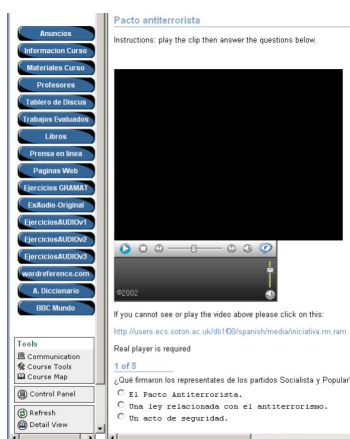 Anuncios
Informacion Curso
Materiales Curso
Profesores
Tablero de Discus
Trabajos Evaluados
Libros
Prensa en linea
Paginas Web
Ejercicios GRAMAT
ExAudio-Original
EjerciciosAUDIOv1
EjerciciosAUDIOv2
EjerciciosAUDIOv3
wordreference.com
A. Diccionario
BBC Mundo
Tools
Communication
Course Tools
Course Map
Control Panel
Refresh
Detail View
Pacto antiterrorista
Instructions: play the clip then answer the questions below.
©2002
If you cannot see or play the video above please click on this:
http://users.ecs.soton.ac.uk/db1f08/spanish/media/iniciativa.rm.ram
Real player is required
1 of 5
¿Qué firmaron los representates de los partidos Socialista y Popular?
El Pacto Antiterrorista.
Una ley relacionada con el antiterrorismo.
Un acto de seguridad.